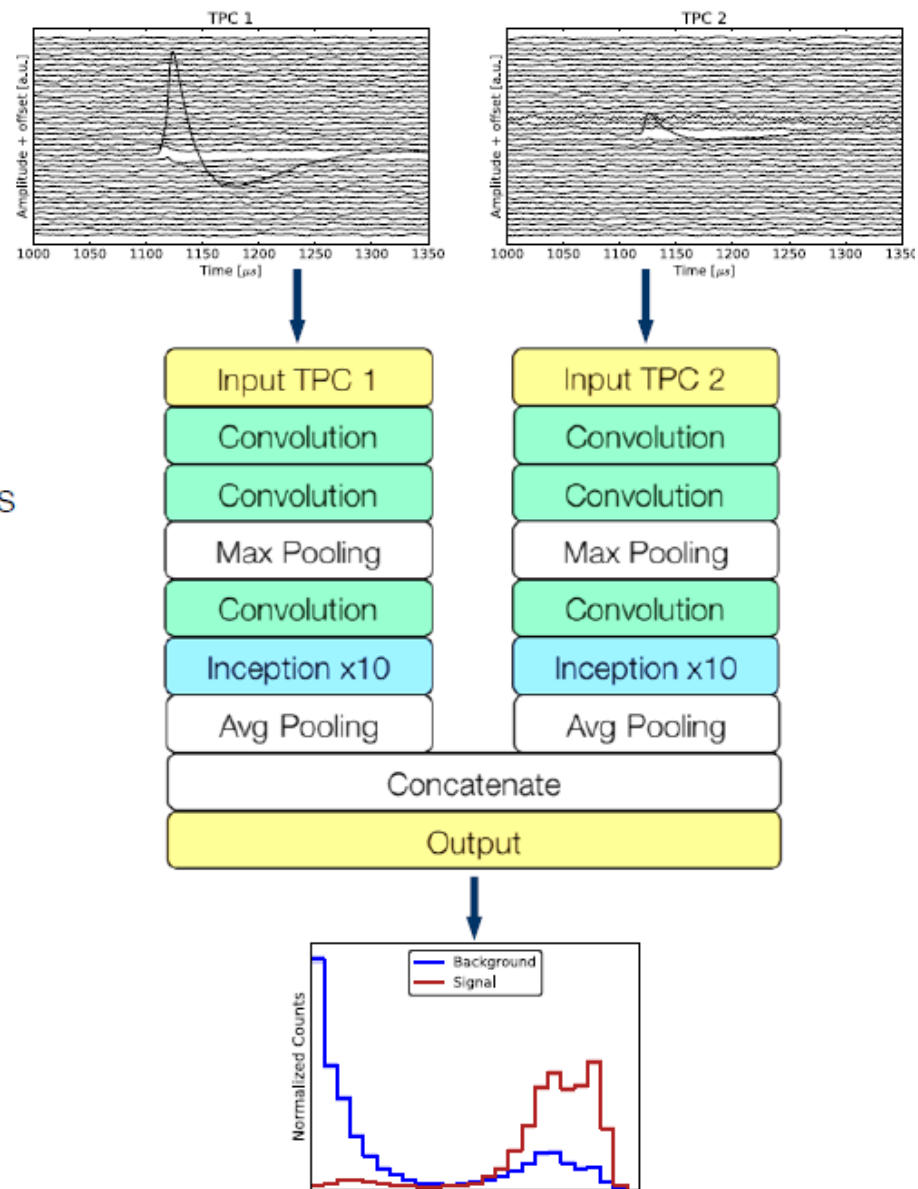 TPC 1
Amplitude + offset [a.u.]
1000 1050 1100 1150 1200 1250 1300 1350
Time [μs]
TPC 2
Amplitude + offset [a.u.]
1000 1050 1100 1150 1200 1250 1300 1350
Time [μs]
Input TPC 1
Convolution
Convolution
Max Pooling
Convolution
Inception x10
Avg Pooling
Input TPC 2
Convolution
Convolution
Max Pooling
Convolution
Inception x10
Avg Pooling
s
Concatenate
Output
Normalized Counts
Background
Signal